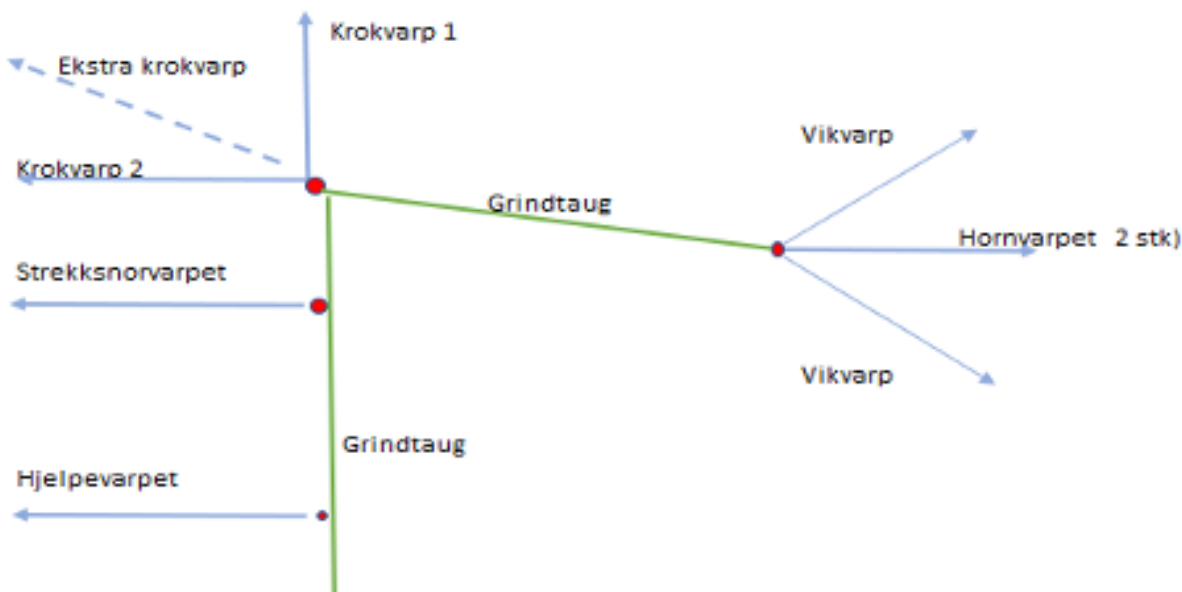 Krokvarp 1
Ekstra krokvarp
Vikvarp
Krokvarp 2
Grindtaug
Hornvarpet  2 stk)
Strekksnorvarpet
Vikvarp
Grindtaug
Hjelpevarpet